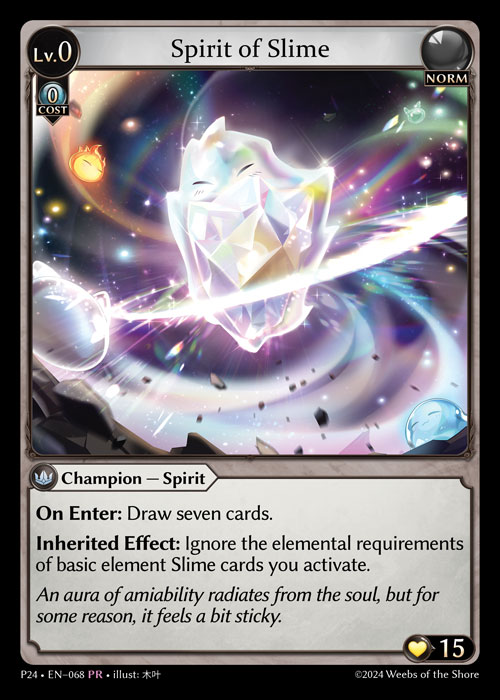 Lv.0
Spirit of Slime
NORM
0
COST
Champion — Spirit
On Enter: Draw seven cards.
Inherited Effect: Ignore the elemental requirements
of basic element Slime cards you activate.
An aura of amiability radiates from the soul, but for
some reason, it feels a bit sticky.
15
P24 • EN–068 PR • illust: 木叶
©2024 Weebs of the Shore